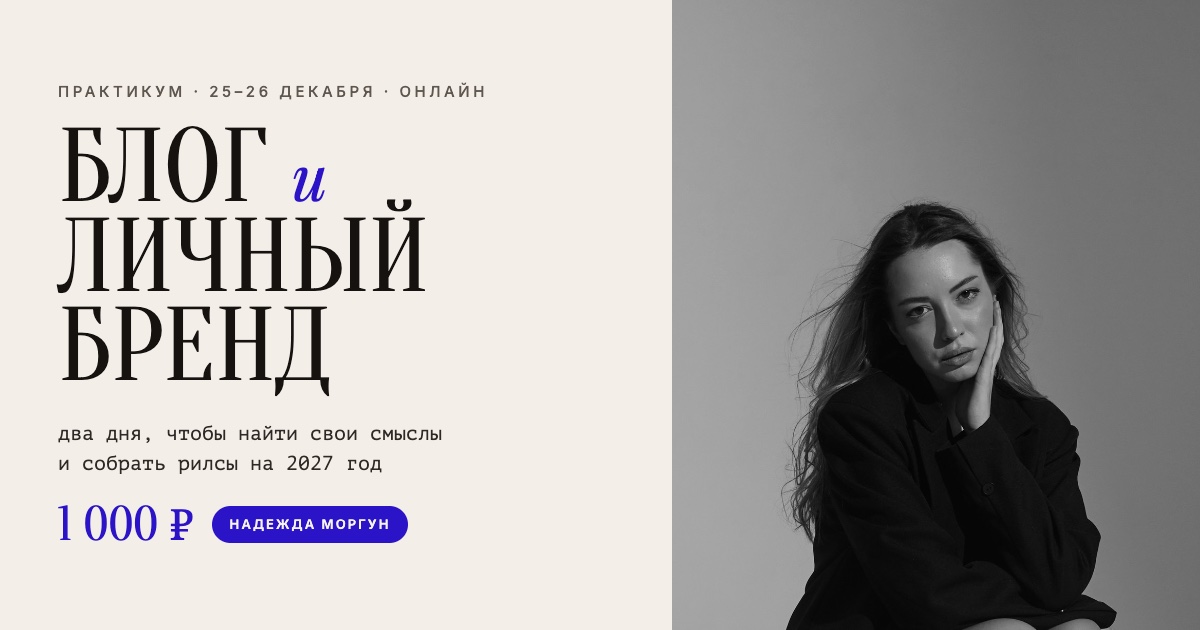 ПРАКТИКУМ · 25–26 ДЕКАБРЯ · ОНЛАЙН
БЛОГ и
ЛИЧНЫЙ
БРЕНД
два дня, чтобы найти свои смыслы
и собрать рилсы на 2027 год
1 000 ₽ НАДЕЖДА МОРГУН